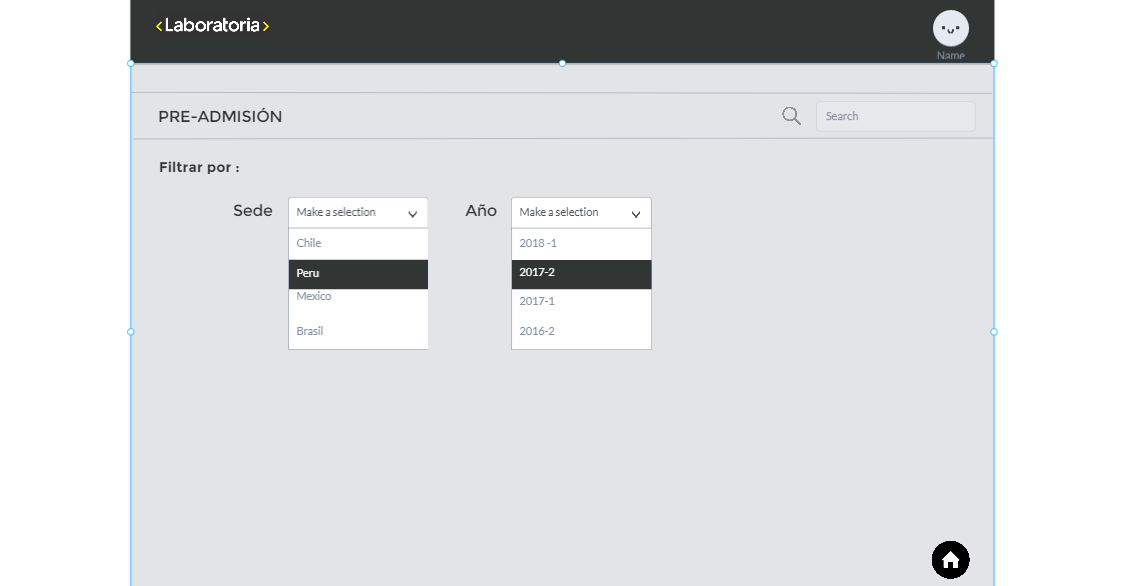 <Laboratoria>
Name
PRE-ADMISIÓN
Search
Filtrar por :
Sede
Make a selection
Chile
Peru
Mexico
Brasil
Año
Make a selection
2018 -1
2017-2
2017-1
2016-2